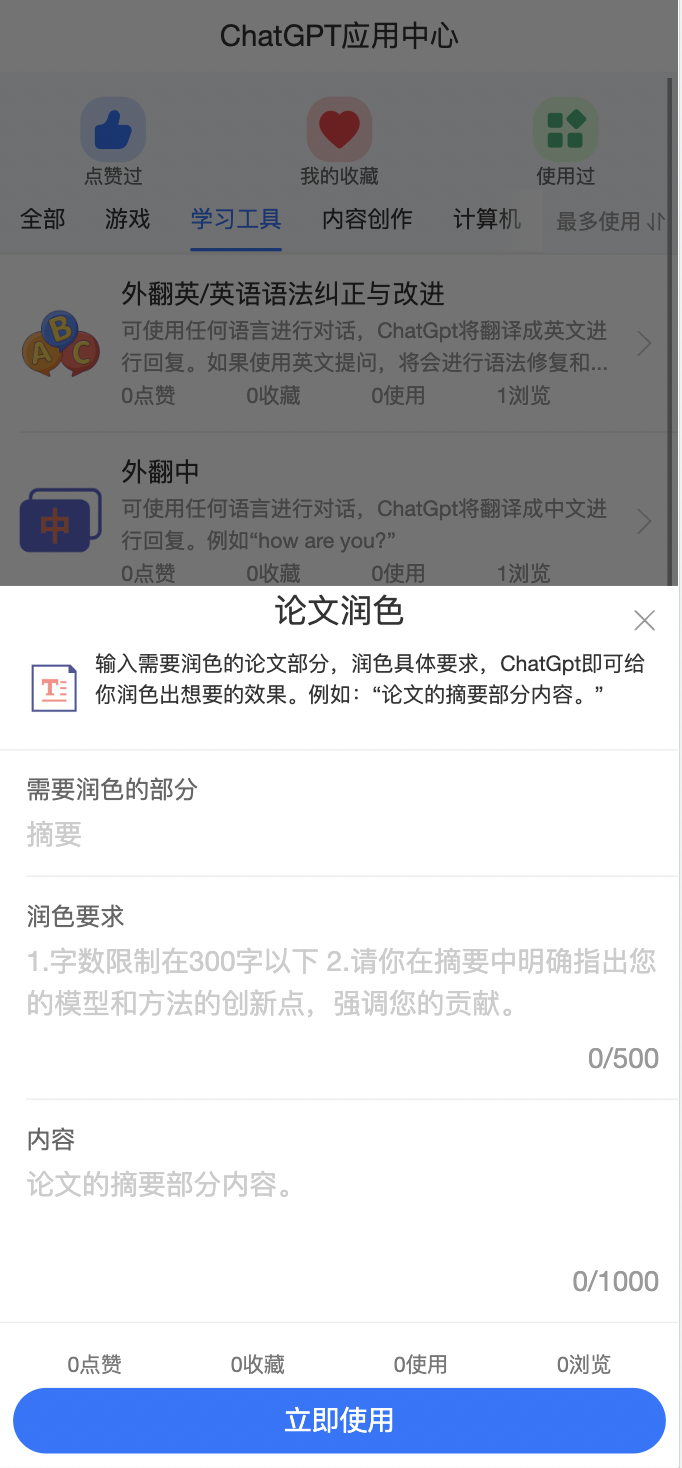 ChatGPT应用中心
点赞过
我的收藏
使用过
全部
游戏
学习工具
内容创作
计算机
最多使用
外翻英/英语语法纠正与改进
可使用任何语言进行对话，ChatGpt将翻译成英文进
行回复。如果使用英文提问，将会进行语法修复和...
0点赞
0收藏
0使用
1浏览
A
B
C
外翻中
可使用任何语言进行对话，ChatGpt将翻译成中文进
行回复。例如“how are you?”
中
0点赞
0收藏
0使用
1浏览
论文润色
输入需要润色的论文部分，润色具体要求，ChatGpt即可给
你润色出想要的效果。例如：“论文的摘要部分内容。”
T
需要润色的部分
摘要
润色要求
1.字数限制在300字以下 2.请你在摘要中明确指出您
的模型和方法的创新点，强调您的贡献。
0/500
内容
论文的摘要部分内容。
0/1000
0点赞
0收藏
0使用
0浏览
立即使用